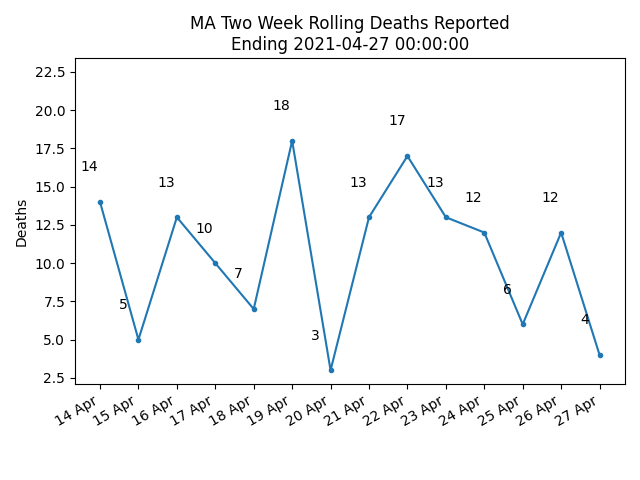 MA Two Week Rolling Deaths Reported
Ending 2021-04-27 00:00:00
Deaths
22.5
20.0
17.5
15.0
12.5
10.0
7.5
5.0
2.5
14
5
13
10
7
18
3
13
17
13
12
6
12
4
14 Apr
15 Apr
16 Apr
17 Apr
18 Apr
19 Apr
20 Apr
21 Apr
22 Apr
23 Apr
24 Apr
25 Apr
26 Apr
27 Apr